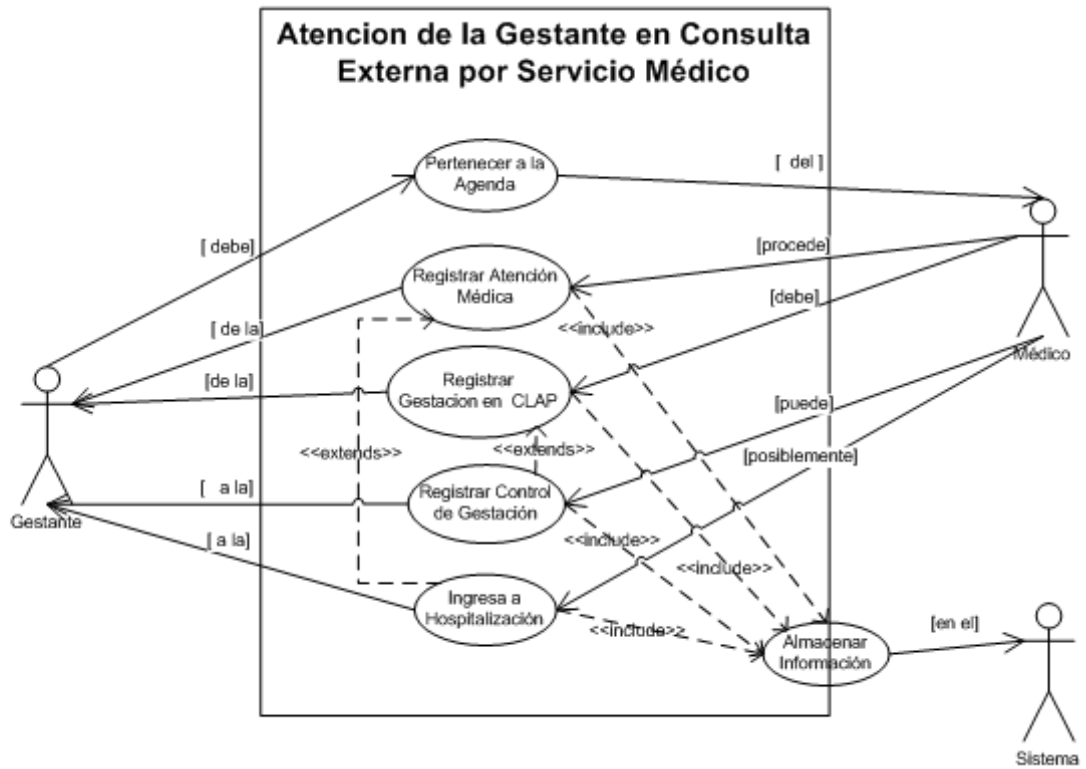 Atencion de la Gestante en Consulta
Externa por Servicio Médico
Pertenecer a la
Agenda
[ del ]
[ debe]
[procede]
Registrar Atención
Médica
[debe]
[ de la]
<<include>>
Médico
Registrar
Gestacion en CLAP
[de la]
[puede]
<<extends>>
<<extends>>
[posiblemente]
[ a la]
Registrar Control
de Gestación
Gestante
[ a la]
<<include>>
<<include>>
Ingresa a
Hospitalización
<<include>>
[en el]
Almacenar
Información
Sistema